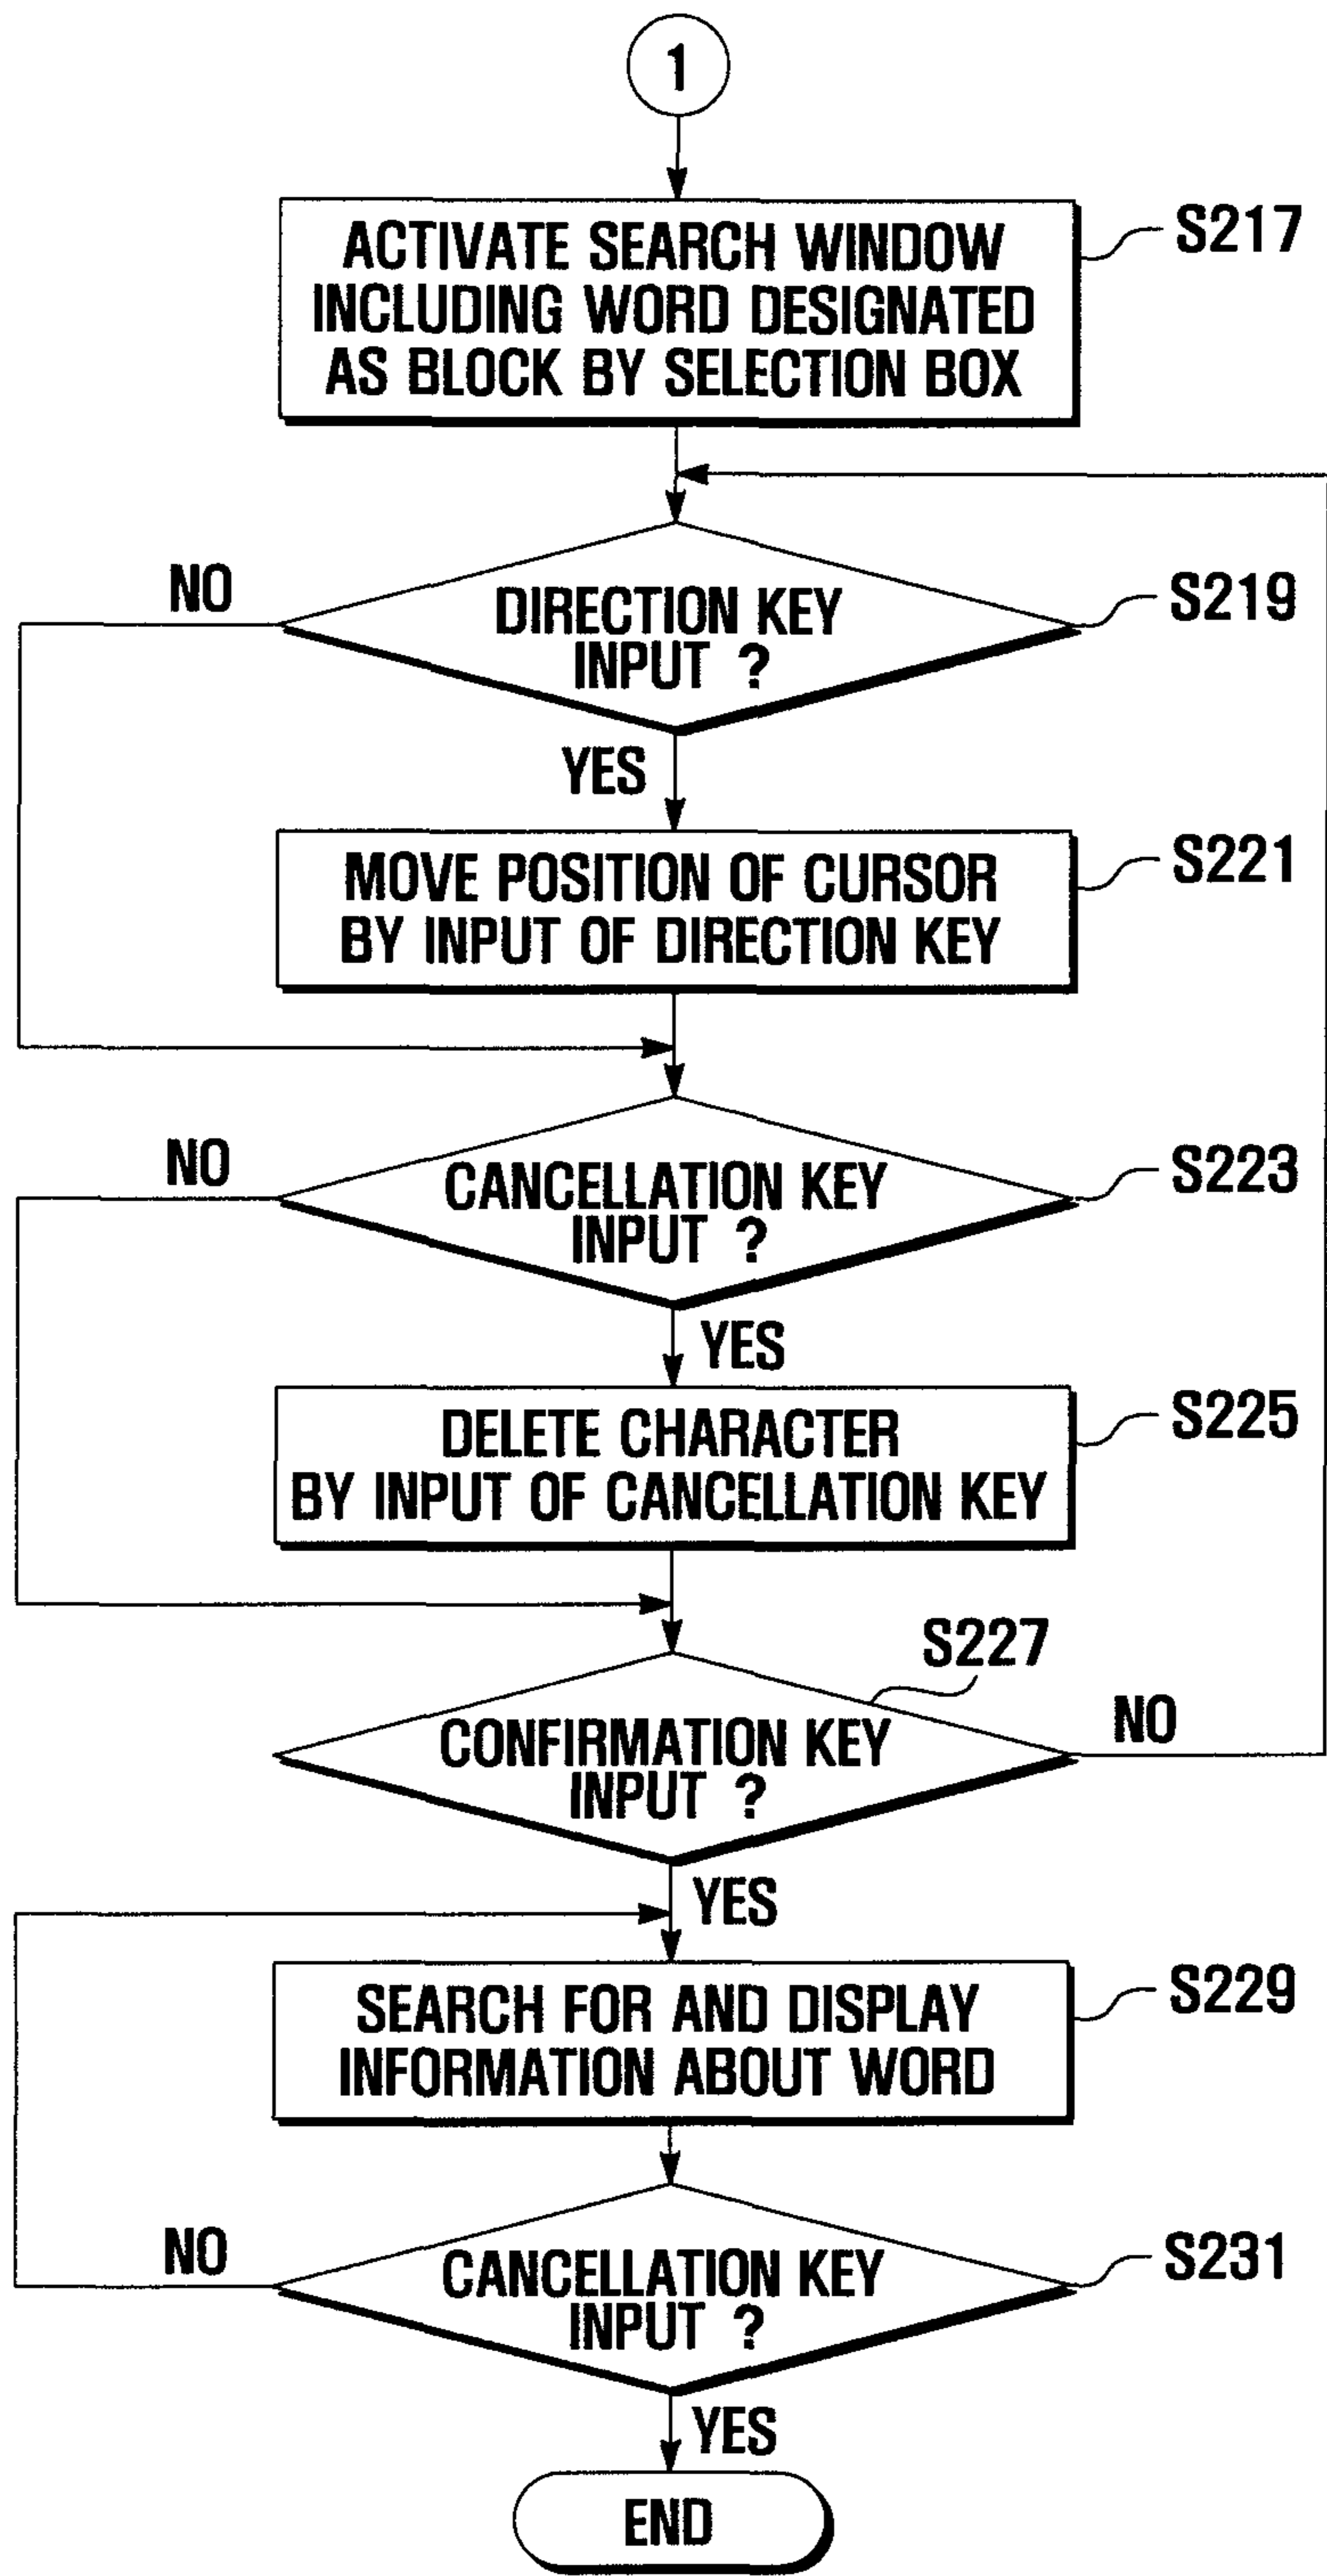 1
ACTIVATE SEARCH WINDOW
INCLUDING WORD DESIGNATED
AS BLOCK BY SELECTION BOX
S217
NO
DIRECTION KEY
INPUT ?
S219
YES
MOVE POSITION OF CURSOR
BY INPUT OF DIRECTION KEY
S221
NO
CANCELLATION KEY
INPUT ?
S223
YES
DELETE CHARACTER
BY INPUT OF CANCELLATION KEY
S225
S227
CONFIRMATION KEY
INPUT ?
NO
YES
SEARCH FOR AND DISPLAY
INFORMATION ABOUT WORD
S229
NO
CANCELLATION KEY
INPUT ?
S231
YES
END